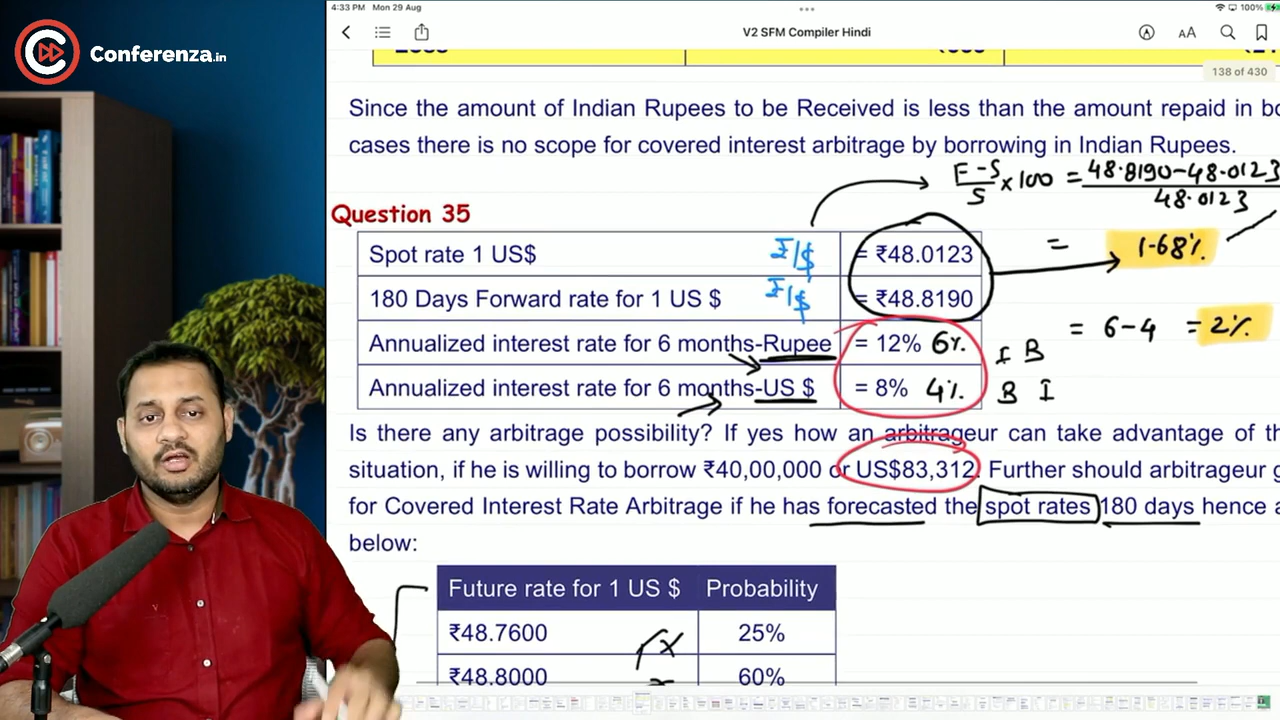 4:33 PM Mon 29 Aug
100%
Conferenza.in
V2 SFM Compiler Hindi
138 of 430
Since the amount of Indian Rupees to be Received is less than the amount repaid in
cases there is no scope for covered interest arbitrage by borrowing in Indian Rupees.
F-S/S × 100 = 48.8190-48.0123/48.0123
Question 35
Spot rate 1 US$ ₹/$ = ₹48.0123 = 1.68%
180 Days Forward rate for 1 US $ ₹/$ = ₹48.8190
Annualized interest rate for 6 months-Rupee = 12% 6% I B = 6-4 = 2%
Annualized interest rate for 6 months-US $ = 8% 4% B I
Is there any arbitrage possibility? If yes how an arbitrageur can take advantage of
situation, if he is willing to borrow ₹40,00,000 or US$83,312. Further should arbitrageur
for Covered Interest Rate Arbitrage if he has forecasted the spot rates 180 days hence
below:
Future rate for 1 US $ Probability
₹48.7600 25%
₹48.8000 60%